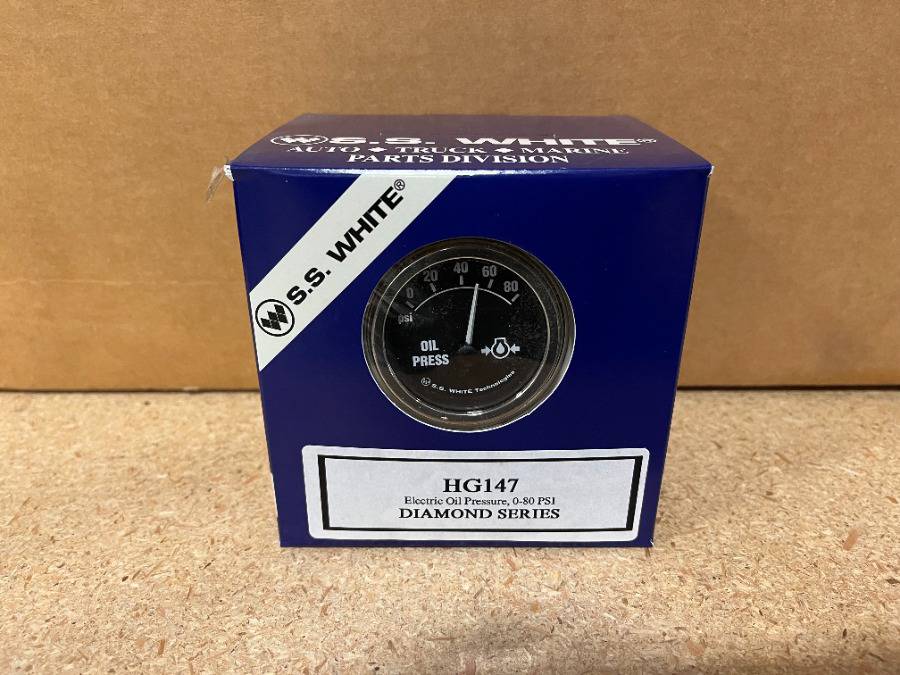 S.S. WHITE®
AUTO ◆ TRUCK ◆ MARINE
PARTS DIVISION
S.S. WHITE®
0 20 40 60 80
psi
OIL
PRESS
S.S. WHITE Technologies
HG147
Electric Oil Pressure, 0-80 PSI
DIAMOND SERIES